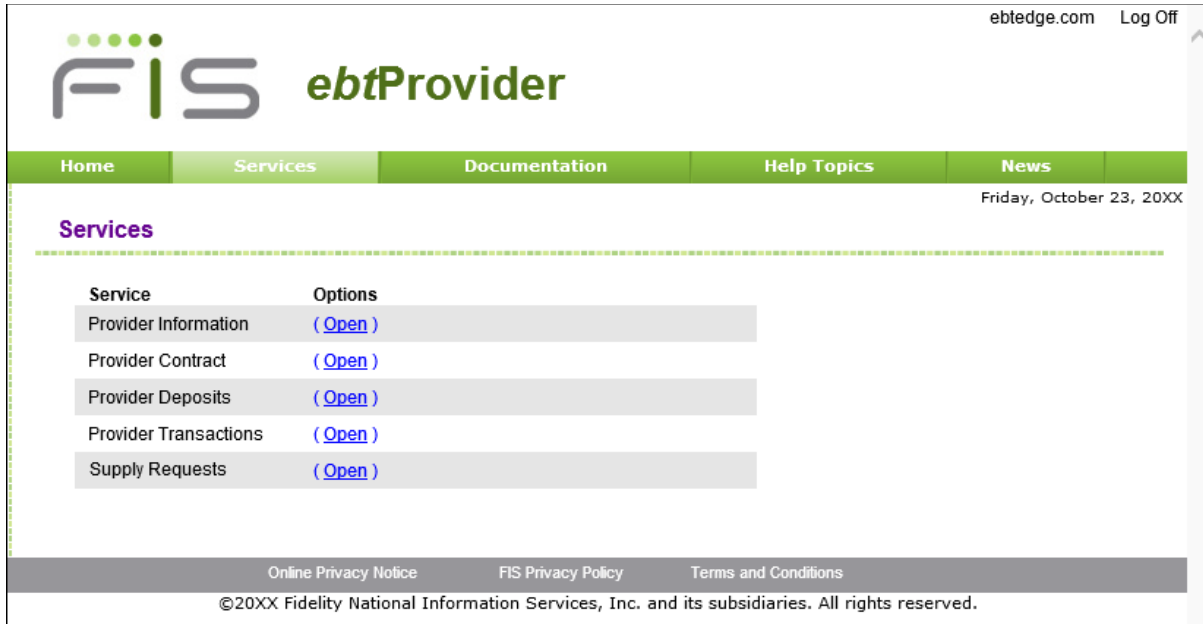 ebtedge.com Log Off
FIS ebtProvider
Home Services Documentation Help Topics News
Friday, October 23, 20XX
Services
Service Options
Provider Information ( Open )
Provider Contract ( Open )
Provider Deposits ( Open )
Provider Transactions ( Open )
Supply Requests ( Open )
Online Privacy Notice FIS Privacy Policy Terms and Conditions
©20XX Fidelity National Information Services, Inc. and its subsidiaries. All rights reserved.